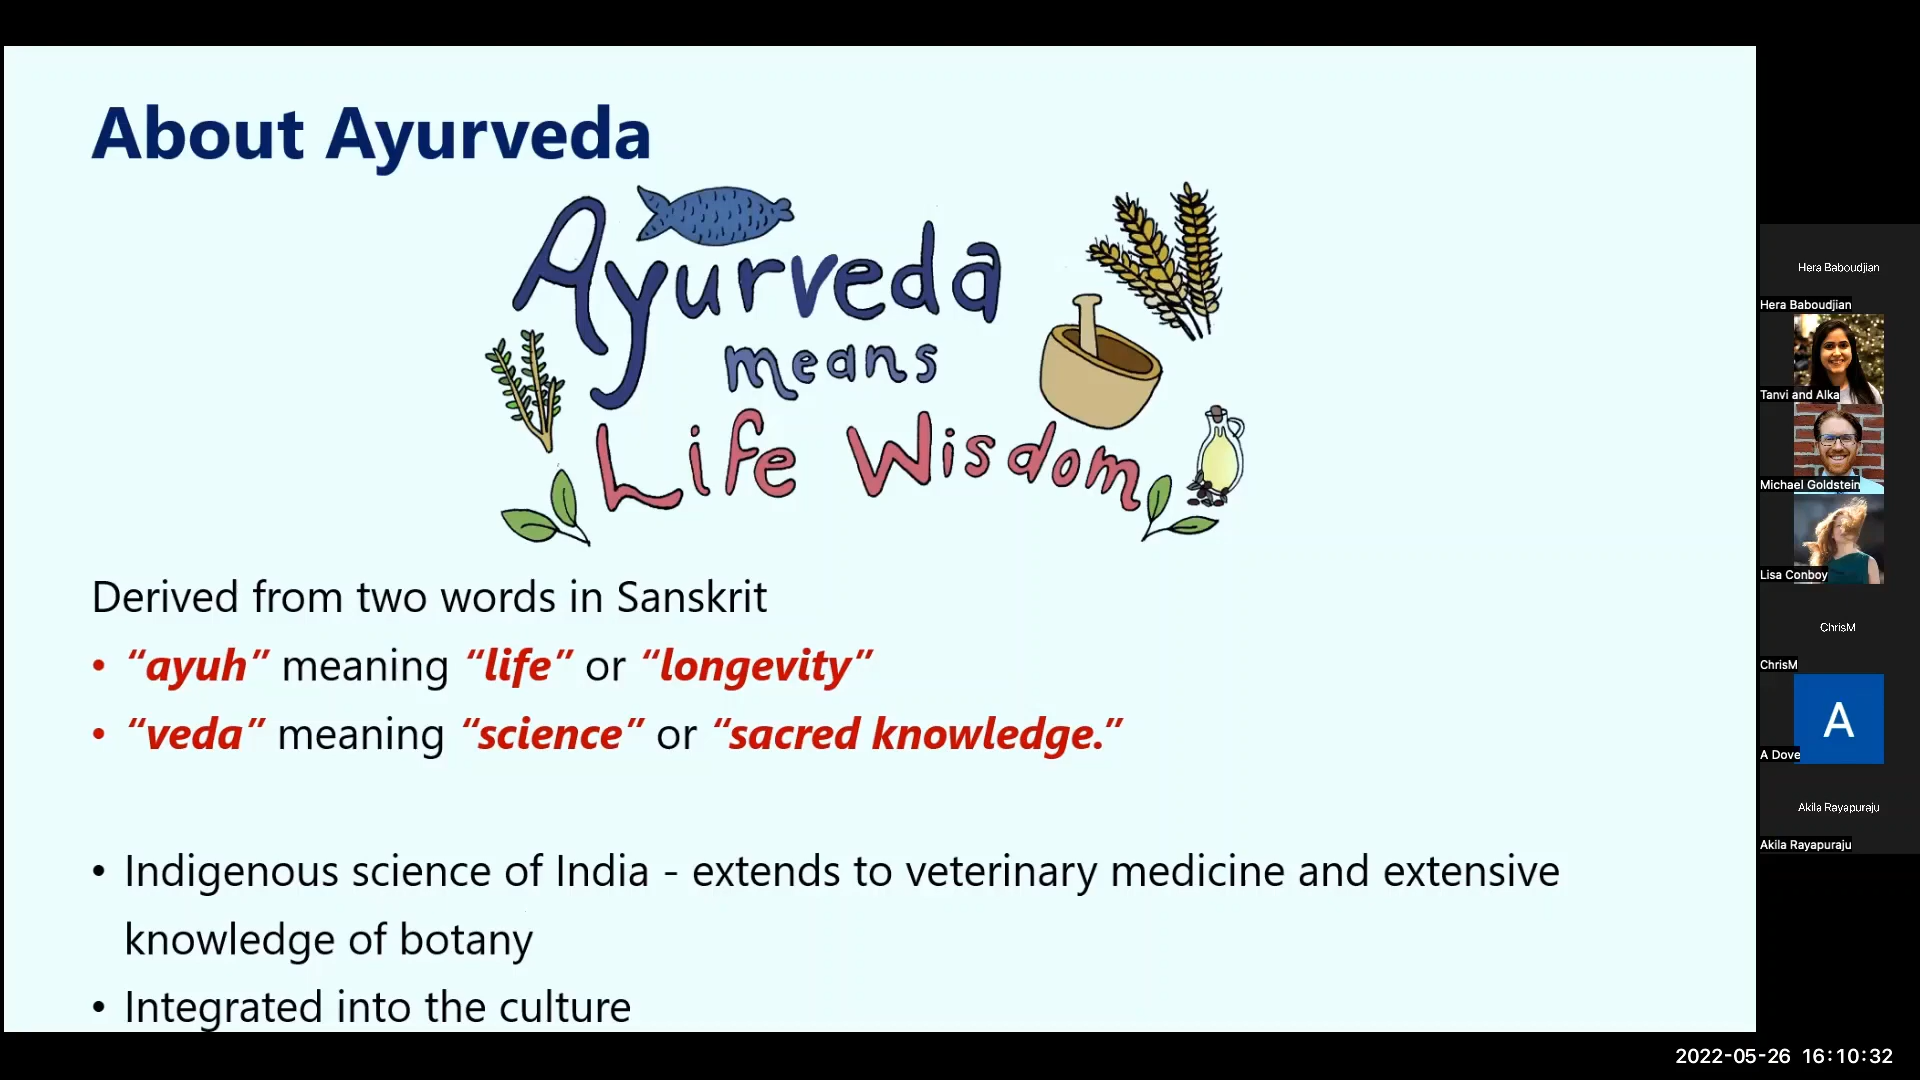 About Ayurveda
Ayurveda
means
Life Wisdom
Derived from two words in Sanskrit
• “ayuh” meaning “life” or “longevity”
• “veda” meaning “science” or “sacred knowledge.”
• Indigenous science of India - extends to veterinary medicine and extensive
knowledge of botany
• Integrated into the culture
Hera Baboudjian
Hera Baboudjian
Tanvi and Alka
Michael Goldstein
Lisa Conboy
ChrisM
ChrisM
A
A Dove
Akila Rayapuraju
Akila Rayapuraju
2022-05-26 16:10:32